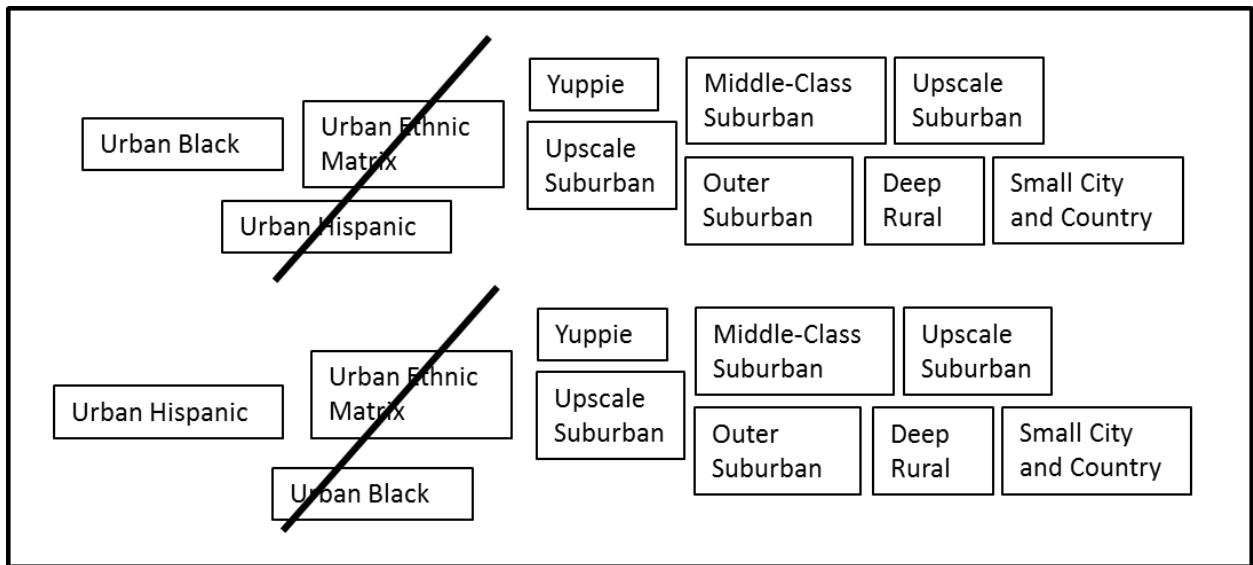 Yuppie
Middle-Class
Suburban
Upscale
Suburban
Urban Black
Urban Ethnic
Matrix
Upscale
Suburban
Urban Hispanic
Outer
Suburban
Deep
Rural
Small City
and Country
Yuppie
Middle-Class
Suburban
Upscale
Suburban
Urban Hispanic
Urban Ethnic
Matrix
Upscale
Suburban
Urban Black
Outer
Suburban
Deep
Rural
Small City
and Country